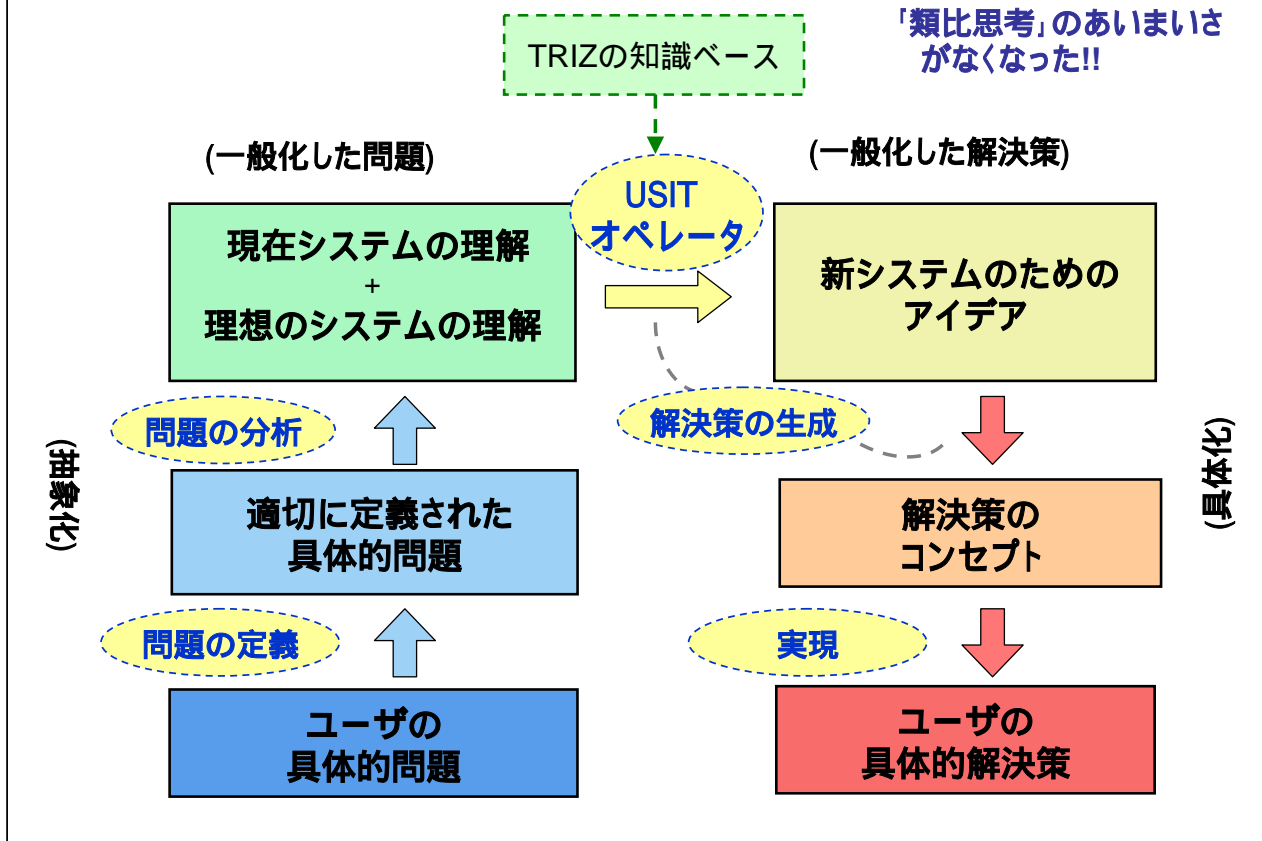 「類比思考」のあいまいさ
がなくなった!!
TRIZの知識ベース
(一般化した問題)
(一般化した解決策)
USIT
オペレータ
現在システムの理解
+
理想のシステムの理解
新システムのための
アイデア
問題の分析
解決策の生成
(抽象化)
(具体化)
適切に定義された
具体的問題
解決策の
コンセプト
問題の定義
実現
ユーザの
具体的問題
ユーザの
具体的解決策